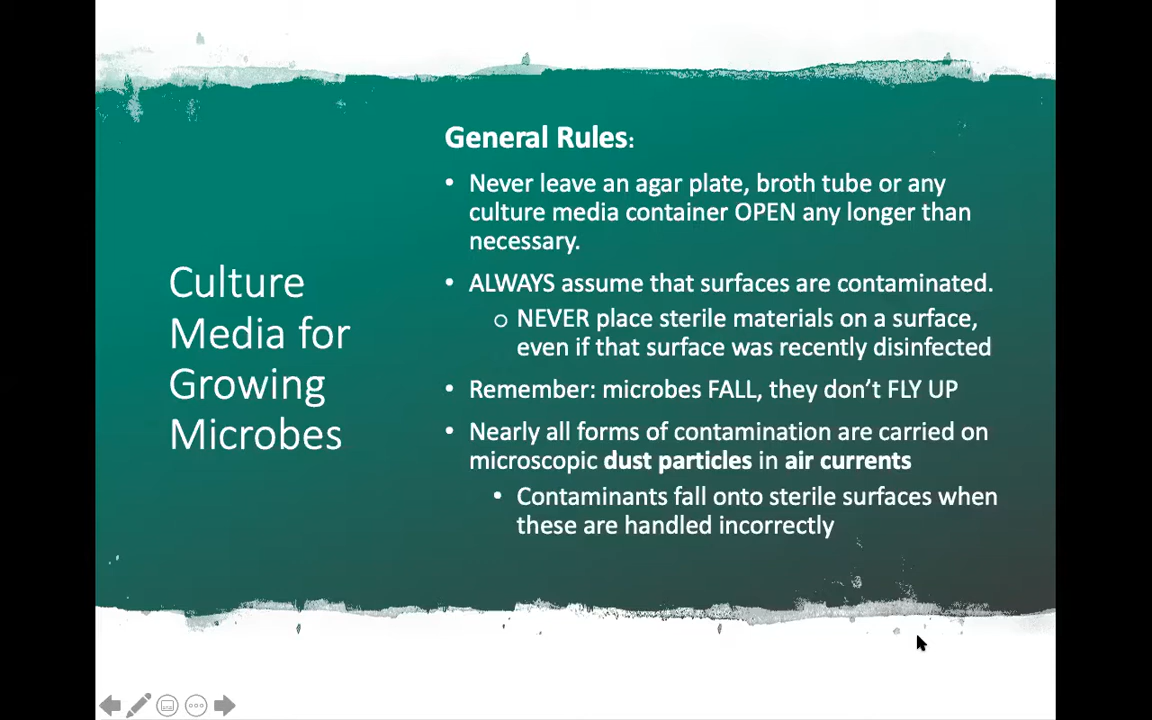 Culture
Media for
Growing
Microbes
General Rules:
• Never leave an agar plate, broth tube or any
culture media container OPEN any longer than
necessary.
• ALWAYS assume that surfaces are contaminated.
o NEVER place sterile materials on a surface,
even if that surface was recently disinfected
• Remember: microbes FALL, they don’t FLY UP
• Nearly all forms of contamination are carried on
microscopic dust particles in air currents
• Contaminants fall onto sterile surfaces when
these are handled incorrectly